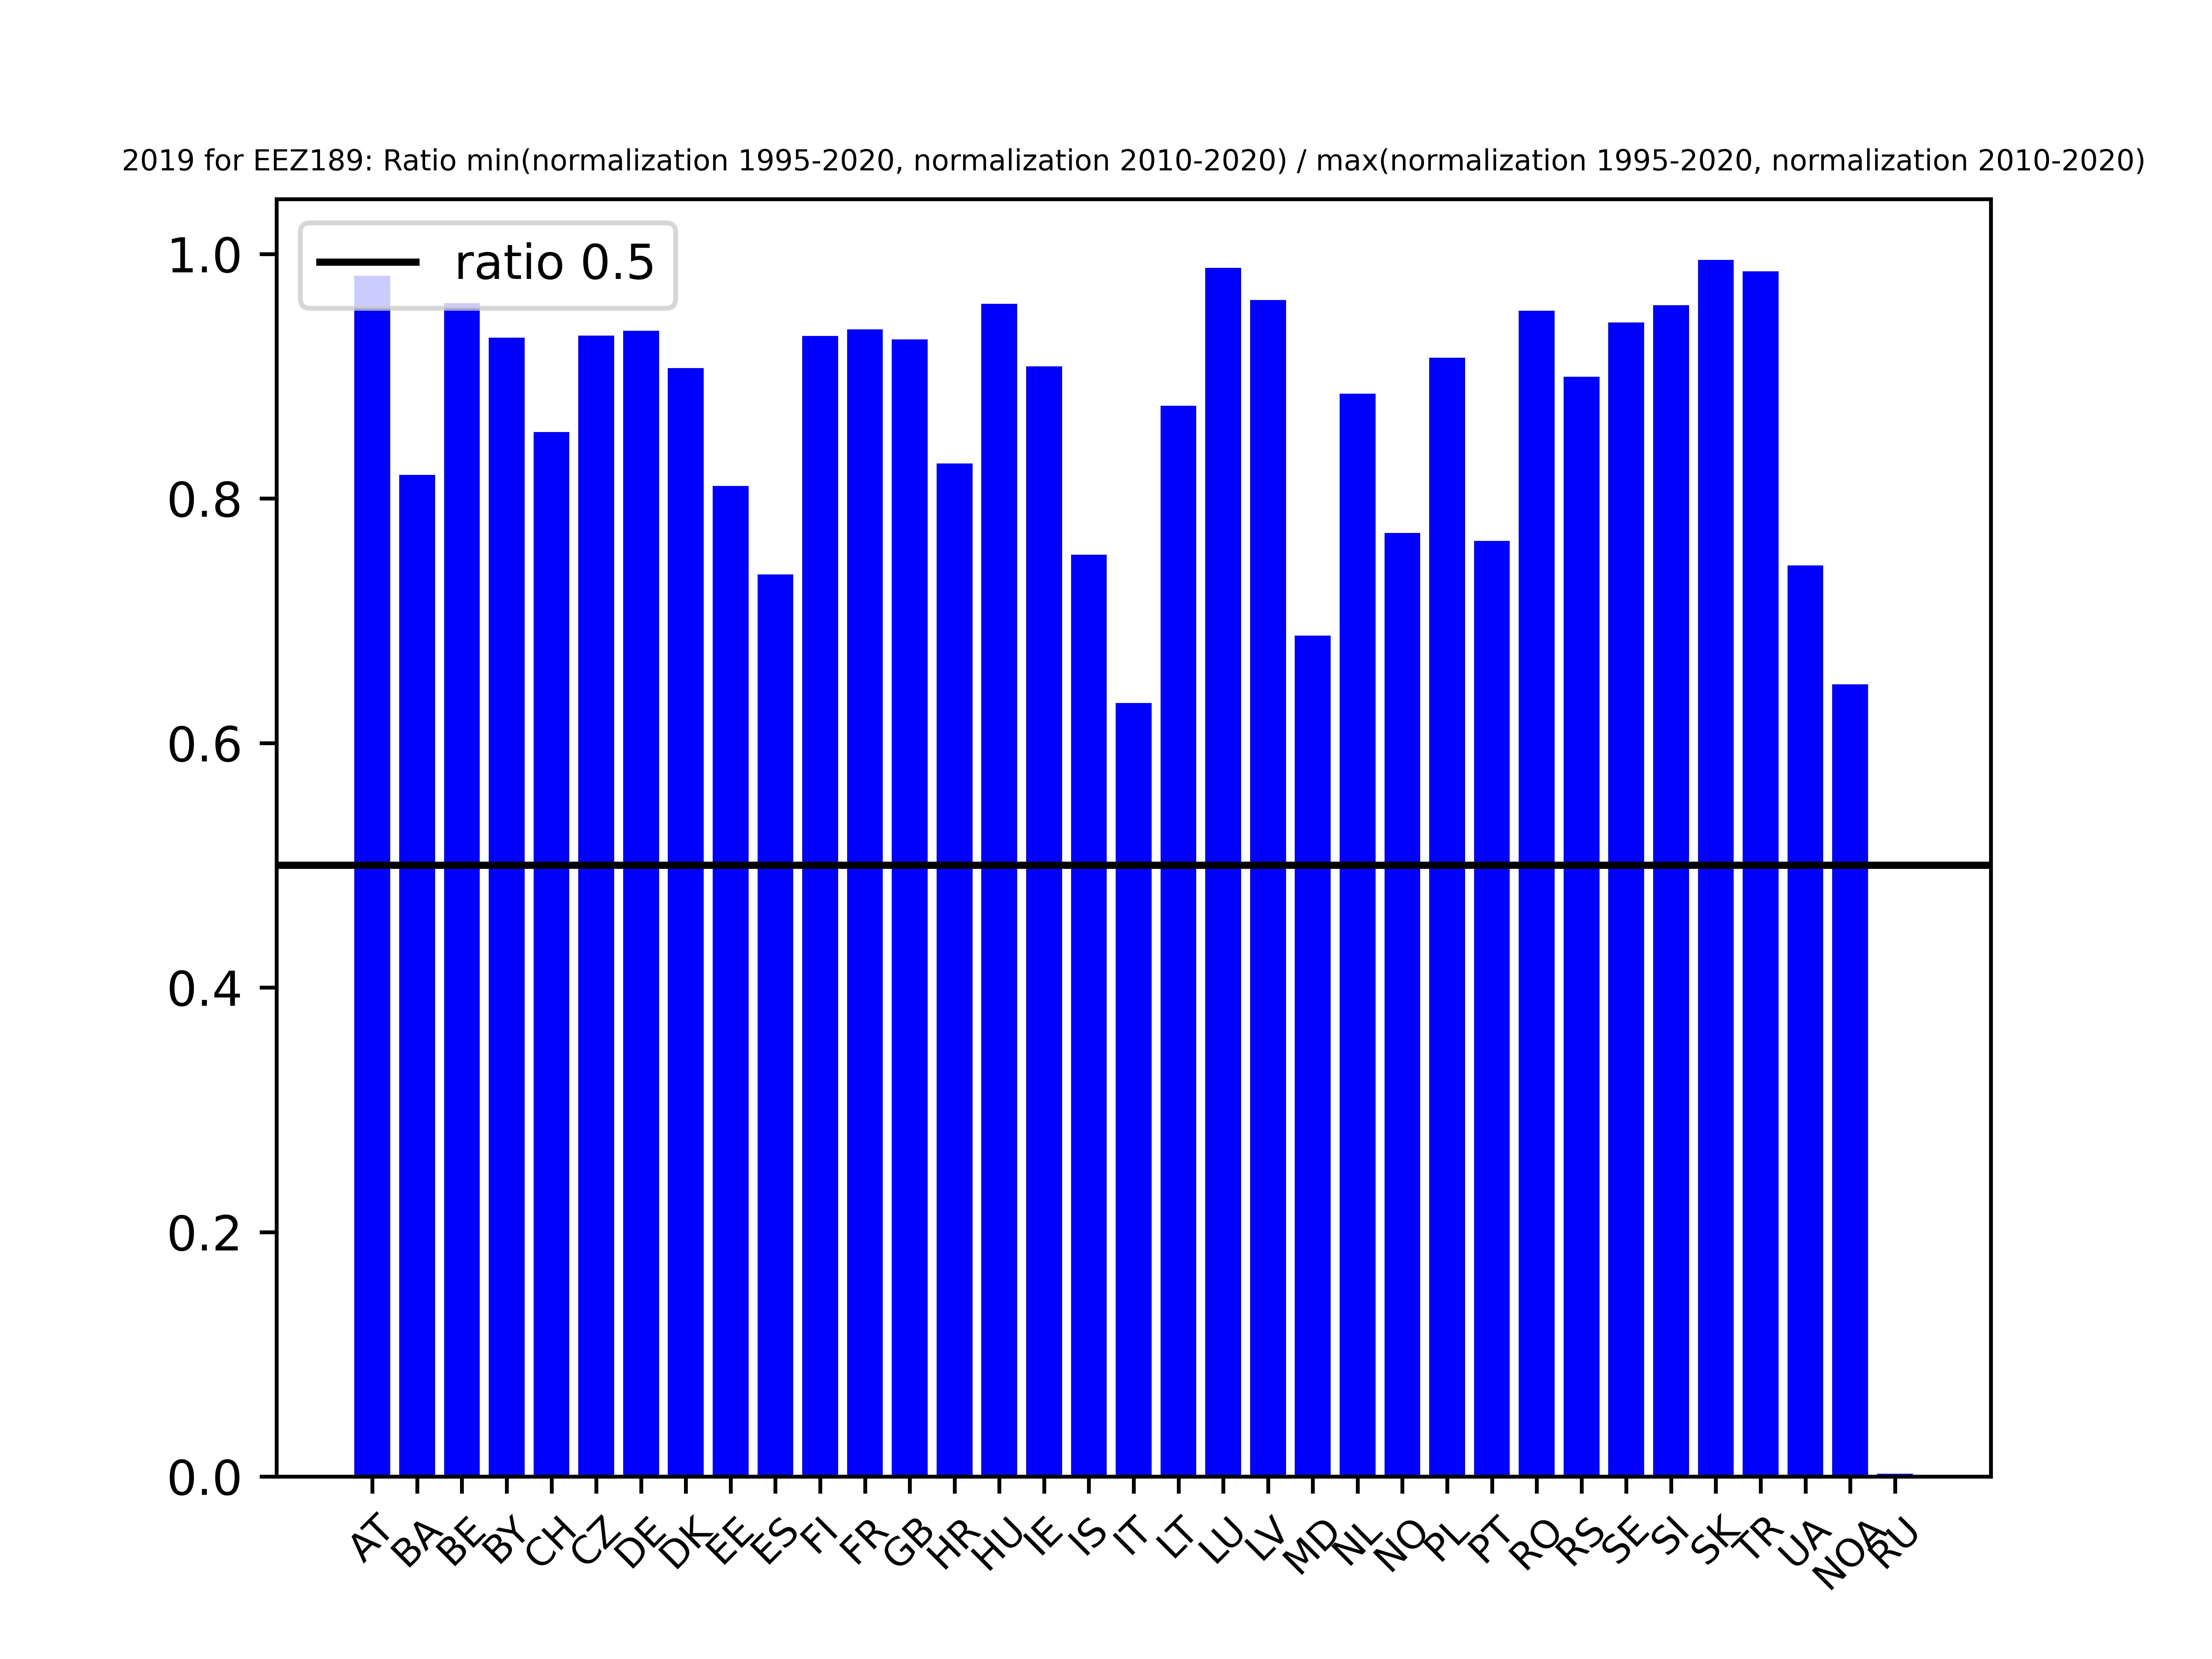 2019 for EEZ189: Ratio min(normalization 1995-2020, normalization 2010-2020) / max(normalization 1995-2020, normalization 2010-2020)
ratio 0.5
1.0
0.8
0.6
0.4
0.2
0.0
AT BA BE BY CH CZ DE DK EE ES FI FR GB HR HU IE IS IT LT LU LV MD NL NO PL PT RO RS SE SI SK TR UA NOA RU